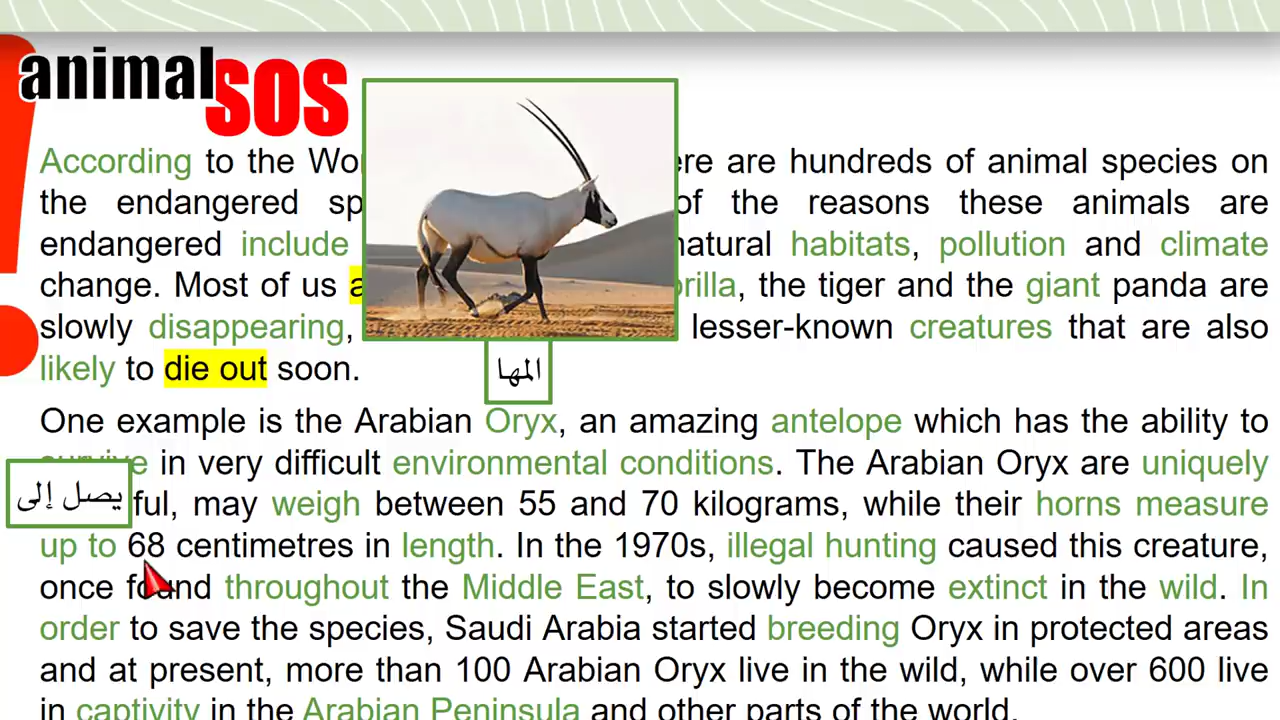 animal SOS
According to the Wo ere are hundreds of animal species on
the endangered sp of the reasons these animals are
endangered include natural habitats, pollution and climate
change. Most of us a rilla, the tiger and the giant panda are
slowly disappearing, lesser-known creatures that are also
likely to die out soon.
المها
One example is the Arabian Oryx, an amazing antelope which has the ability to
survive in very difficult environmental conditions. The Arabian Oryx are uniquely
يصل إلى
ful, may weigh between 55 and 70 kilograms, while their horns measure
up to 68 centimetres in length. In the 1970s, illegal hunting caused this creature,
once found throughout the Middle East, to slowly become extinct in the wild. In
order to save the species, Saudi Arabia started breeding Oryx in protected areas
and at present, more than 100 Arabian Oryx live in the wild, while over 600 live
in captivity in the Arabian Peninsula and other parts of the world.